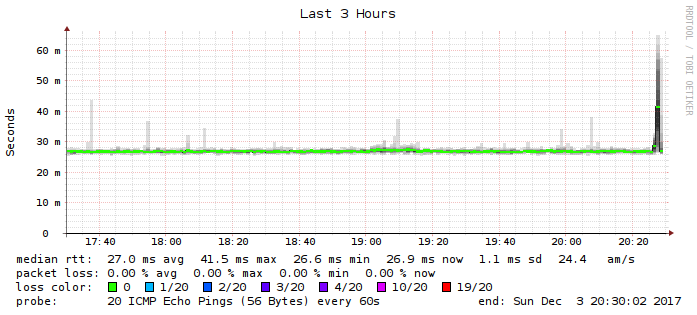 Last 3 Hours
RRDTOOL / TOBI OETIKER
Seconds
60 m
50 m
40 m
30 m
20 m
10 m
0
17:40 18:00 18:20 18:40 19:00 19:20 19:40 20:00 20:20
median rtt: 27.0 ms avg 41.5 ms max 26.6 ms min 26.9 ms now 1.1 ms sd 24.4 am/s
packet loss: 0.00 % avg 0.00 % max 0.00 % min 0.00 % now
loss color: 0 1/20 2/20 3/20 4/20 10/20 19/20
probe: 20 ICMP Echo Pings (56 Bytes) every 60s end: Sun Dec 3 20:30:02 2017